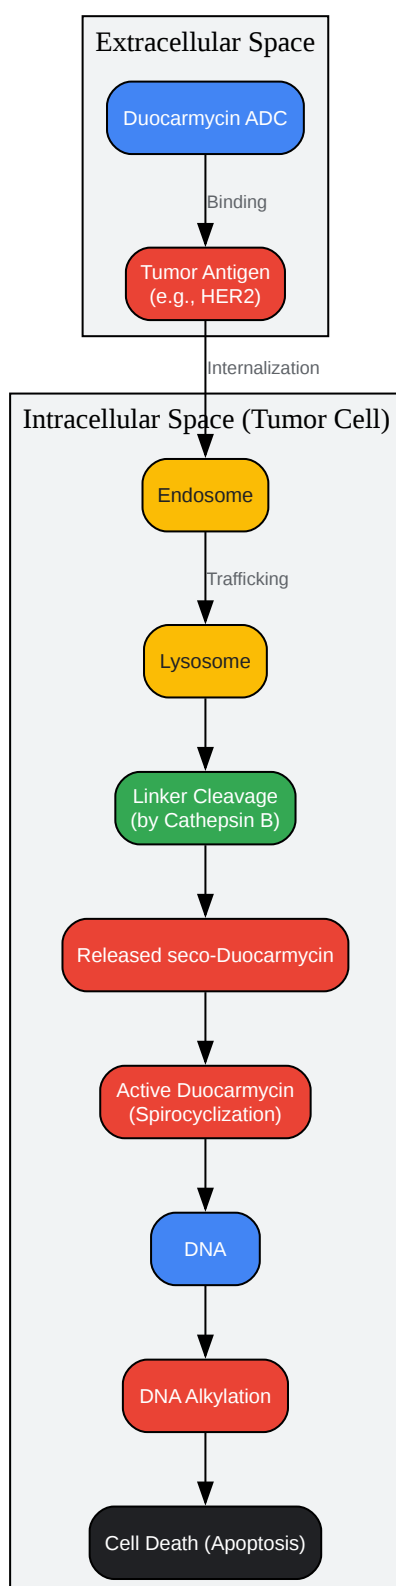 Extracellular Space
Duocarmycin ADC
Binding
Tumor Antigen
(e.g., HER2)
Internalization
Intracellular Space (Tumor Cell)
Endosome
Trafficking
Lysosome
Linker Cleavage
(by Cathepsin B)
Released seco-Duocarmycin
Active Duocarmycin
(Spirocyclization)
DNA
DNA Alkylation
Cell Death (Apoptosis)